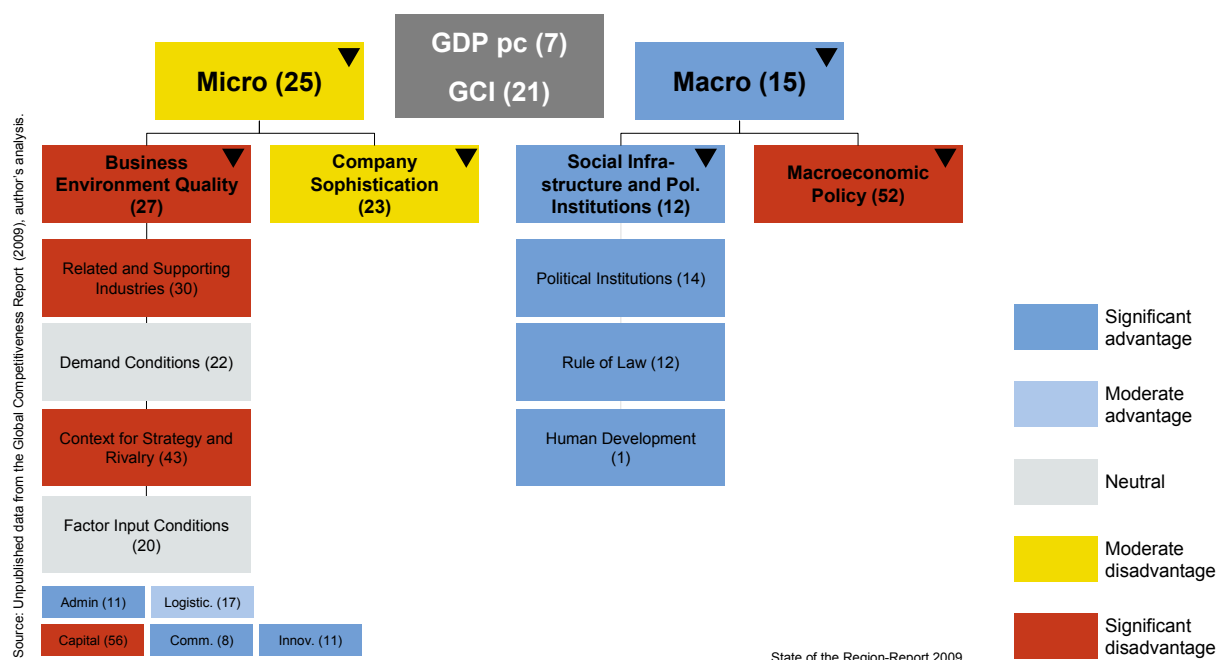 GDP pc (7)
GCI (21)
Micro (25)
Macro (15)
Business
Environment Quality
(27)
Company
Sophistication
(23)
Social Infra-
structure and Pol.
Institutions (12)
Macroeconomic
Policy (52)
Related and Supporting
Industries (30)
Demand Conditions (22)
Context for Strategy and
Rivalry (43)
Factor Input Conditions
(20)
Political Institutions (14)
Rule of Law (12)
Human Development
(1)
Admin (11)
Logistic. (17)
Capital (56)
Comm. (8)
Innov. (11)
Significant
advantage
Moderate
advantage
Neutral
Moderate
disadvantage
Significant
disadvantage
Source: Unpublished data from the Global Competitiveness Report (2009), author's analysis.
State of the Region-Report 2009